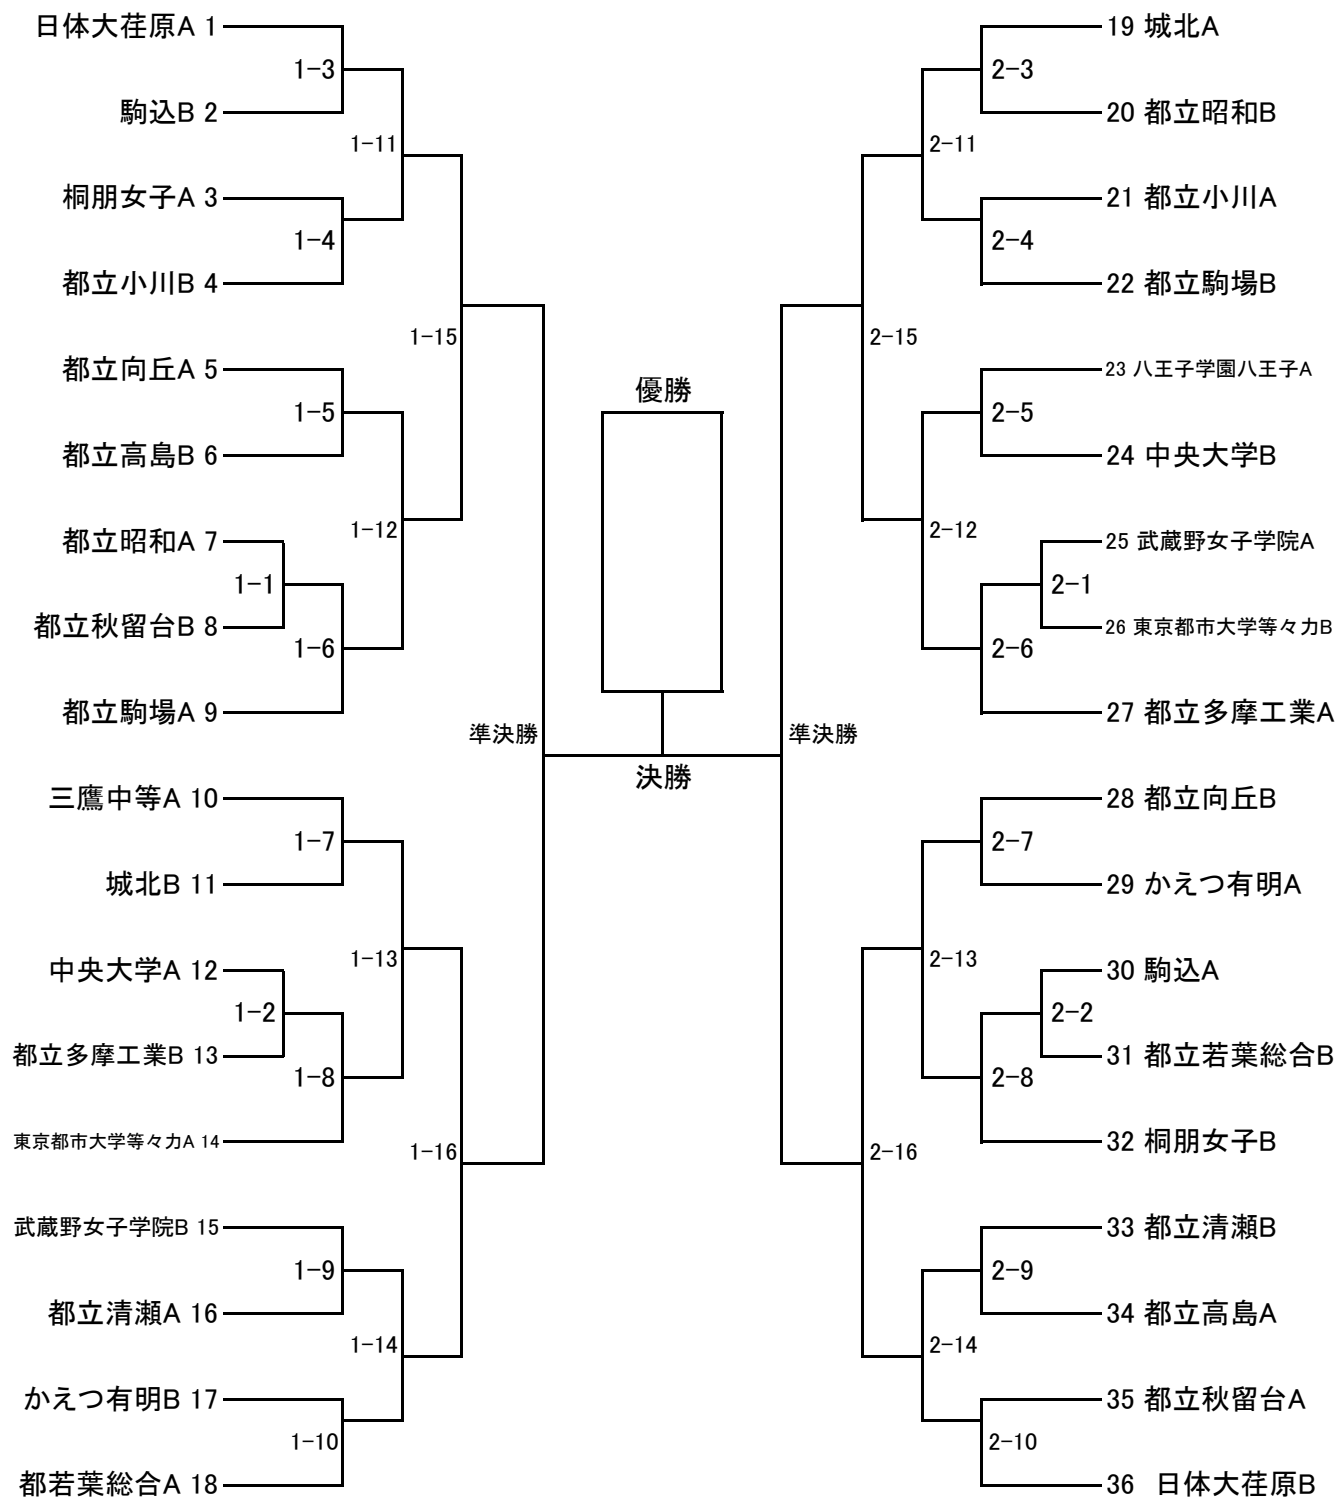 日体大荏原A 1
1-3
駒込B 2
1-11
桐朋女子A 3
1-4
都立小川B 4
1-15
都立向丘A 5
1-5
都立高島B 6
1-12
都立昭和A 7
1-1
都立秋留台B 8
1-6
都立駒場A 9
準決勝
三鷹中等A 10
1-7
城北B 11
1-13
中央大学A 12
1-2
都立多摩工業B 13
1-8
東京都市大学等々力A 14
1-16
武蔵野女子学院B 15
1-9
都立清瀬A 16
1-14
かえつ有明B 17
1-10
都若葉総合A 18
優勝
決勝
19 城北A
2-3
20 都立昭和B
2-11
21 都立小川A
2-4
22 都立駒場B
2-15
23 八王子学園八王子A
2-5
24 中央大学B
2-12
25 武蔵野女子学院A
2-1
26 東京都市大学等々力B
2-6
27 都立多摩工業A
準決勝
28 都立向丘B
2-7
29 かえつ有明A
2-13
30 駒込A
2-2
31 都立若葉総合B
2-8
32 桐朋女子B
2-16
33 都立清瀬B
2-9
34 都立高島A
2-14
35 都立秋留台A
2-10
36 日体大荏原B